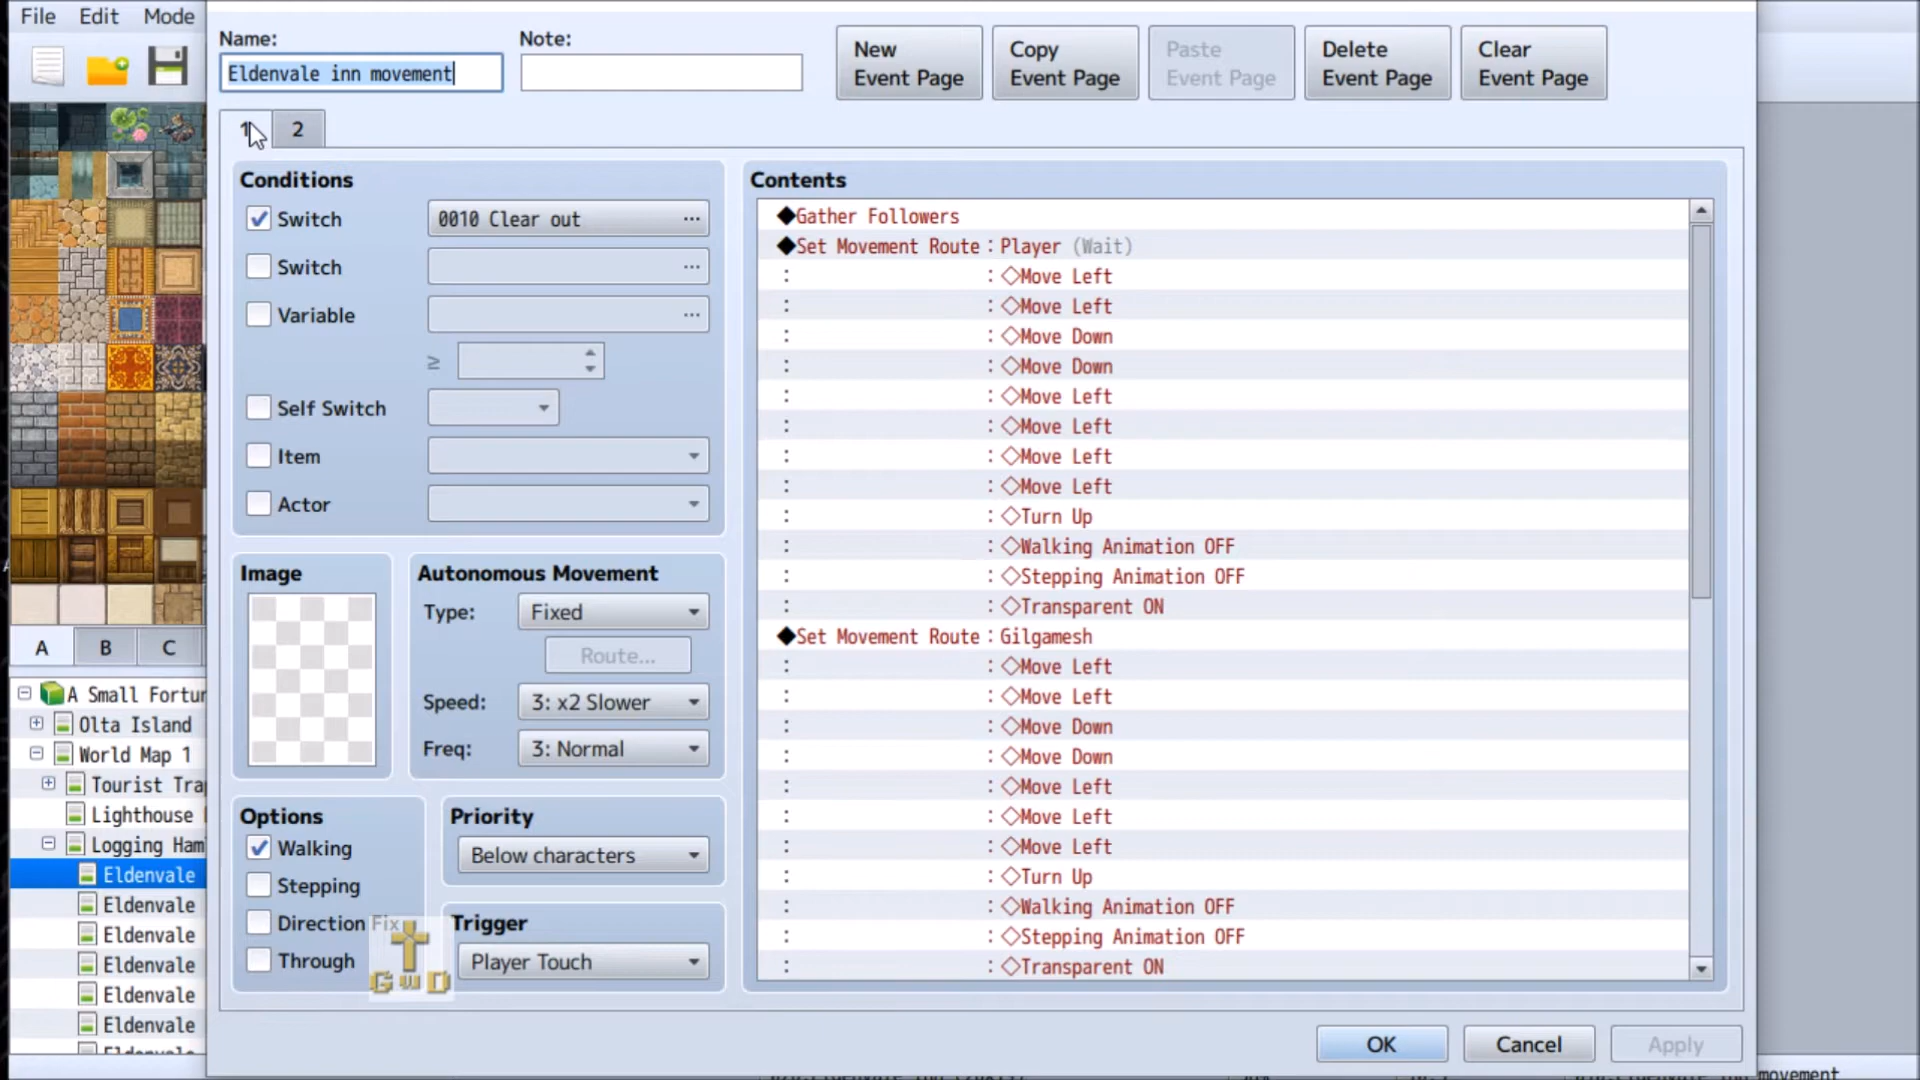 File Edit Mode
Name:
Note:
Eldenvale inn movement
New Event Page
Copy Event Page
Paste Event Page
Delete Event Page
Clear Event Page
1 2
Conditions
Switch 0010 Clear out ...
Switch ...
Variable ...
≥
Self Switch
Item
Actor
Image
Autonomous Movement
Type: Fixed
Route...
Speed: 3: x2 Slower
Freq: 3: Normal
Options
Walking
Stepping
Direction Fix
Through
Priority
Below characters
Trigger
Player Touch
GWD
Contents
◆Gather Followers
◆Set Movement Route : Player (Wait)
: : ◇Move Left
: : ◇Move Left
: : ◇Move Down
: : ◇Move Down
: : ◇Move Left
: : ◇Move Left
: : ◇Move Left
: : ◇Move Left
: : ◇Turn Up
: : ◇Walking Animation OFF
: : ◇Stepping Animation OFF
: : ◇Transparent ON
◆Set Movement Route : Gilgamesh
: : ◇Move Left
: : ◇Move Left
: : ◇Move Down
: : ◇Move Down
: : ◇Move Left
: : ◇Move Left
: : ◇Move Left
: : ◇Turn Up
: : ◇Walking Animation OFF
: : ◇Stepping Animation OFF
: : ◇Transparent ON
A B C
A Small Fortun
Olta Island
World Map 1
Tourist Trap
Lighthouse
Logging Ham
Eldenvale
Eldenvale
Eldenvale
Eldenvale
Eldenvale
Eldenvale
OK Cancel Apply
movement